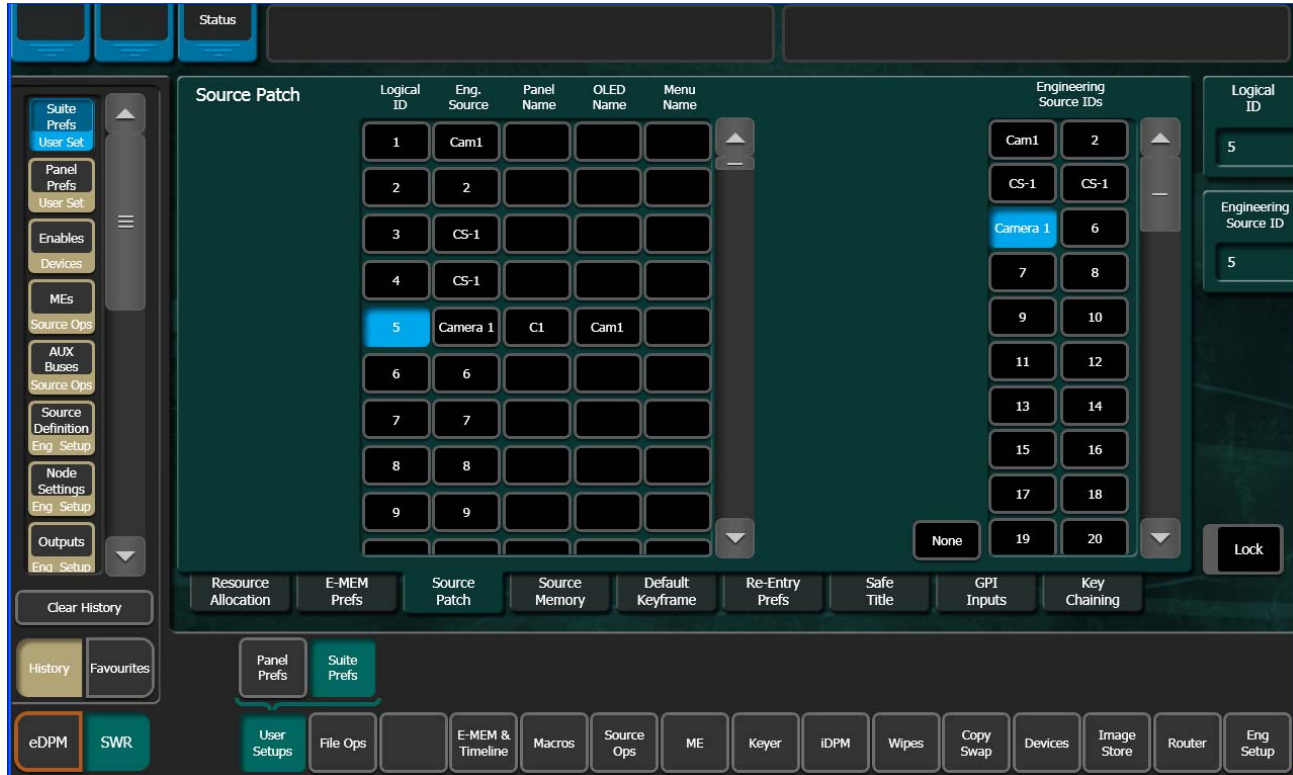 Status
Suite
Prefs
User Set
Panel
Prefs
User Set
Enables
Devices
MEs
Source Ops
AUX
Buses
Source Ops
Source
Definition
Eng Setup
Node
Settings
Eng Setup
Outputs
Eng Setup
Clear History
History Favourites
eDPM SWR
Source Patch
Logical ID Eng. Source Panel Name OLED Name Menu Name
1 Cam1
2 2
3 CS-1
4 CS-1
5 Camera 1 C1 Cam1
6 6
7 7
8 8
9 9
Engineering
Source IDs
Cam1 2
CS-1 CS-1
Camera 1 6
7 8
9 10
11 12
13 14
15 16
17 18
None 19 20
Logical
ID
5
Engineering
Source ID
5
Lock
Resource Allocation E-MEM Prefs Source Patch Source Memory Default Keyframe Re-Entry Prefs Safe Title GPI Inputs Key Chaining
Panel Prefs Suite Prefs
User Setups File Ops E-MEM & Timeline Macros Source Ops ME Keyer iDPM Wipes Copy Swap Devices Image Store Router Eng Setup